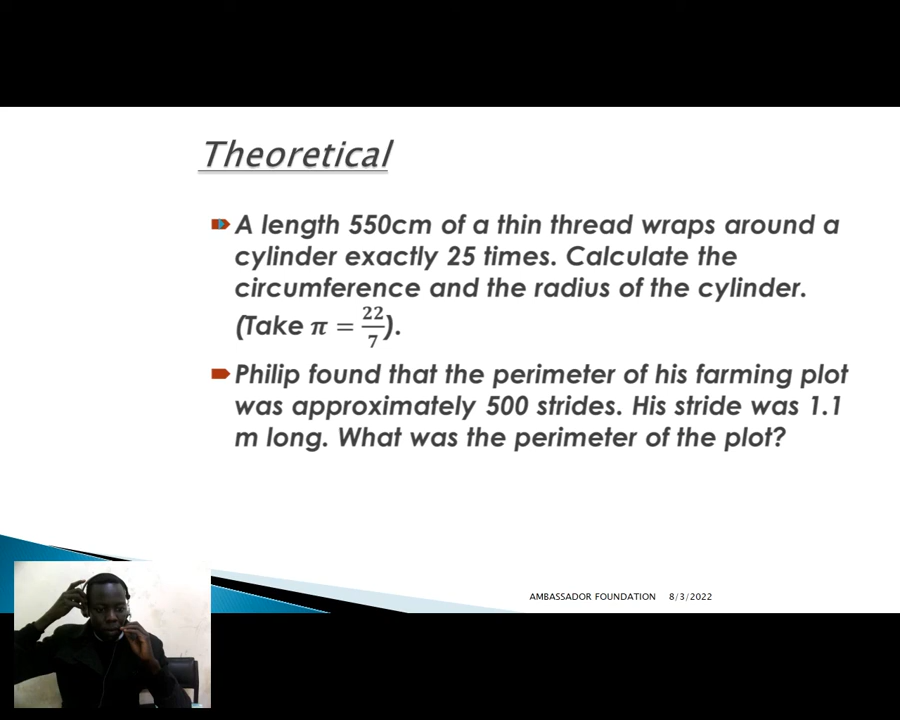 Theoretical
A length 550cm of a thin thread wraps around a
cylinder exactly 25 times. Calculate the
circumference and the radius of the cylinder.
(Take π = 22/7).
Philip found that the perimeter of his farming plot
was approximately 500 strides. His stride was 1.1
m long. What was the perimeter of the plot?
AMBASSADOR FOUNDATION 8/3/2022